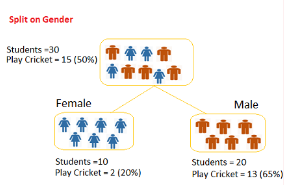 Split on Gender
Students =30
Play Cricket = 15 (50%)
Female
Male
Students =10
Play Cricket = 2 (20%)
Students = 20
Play Cricket = 13 (65%)